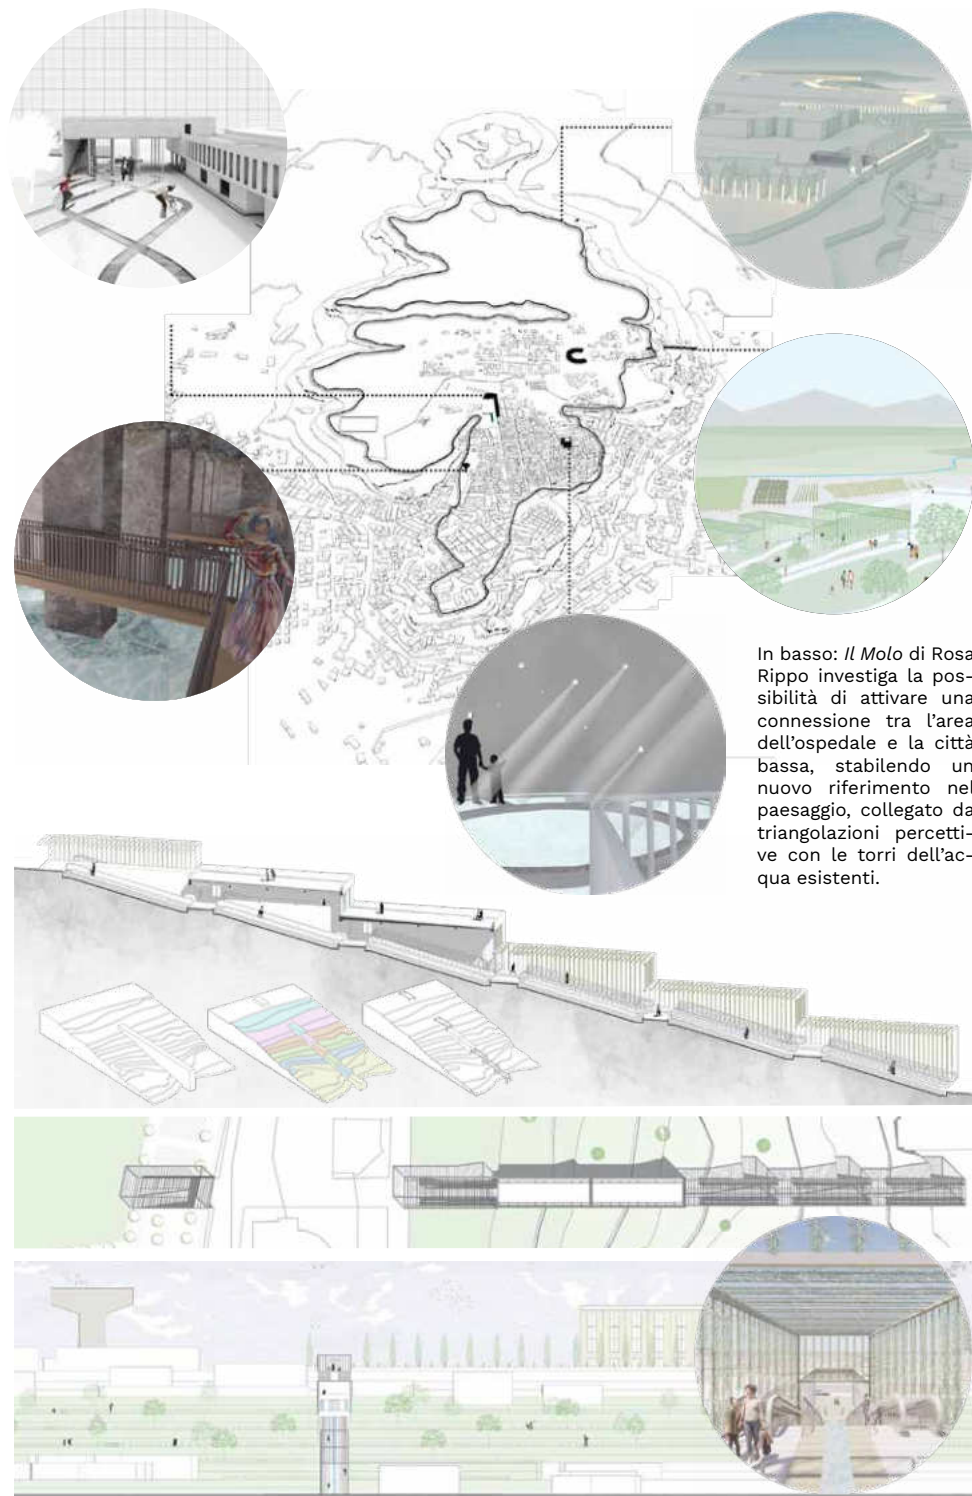 In basso: Il Molo di Rosa
Rippo investiga la pos-
sibilità di attivare una
connessione tra l'area
dell'ospedale e la città
bassa, stabilendo un
nuovo riferimento nel
paesaggio, collegato da
triangolazioni percetti-
ve con le torri dell'ac-
qua esistenti.